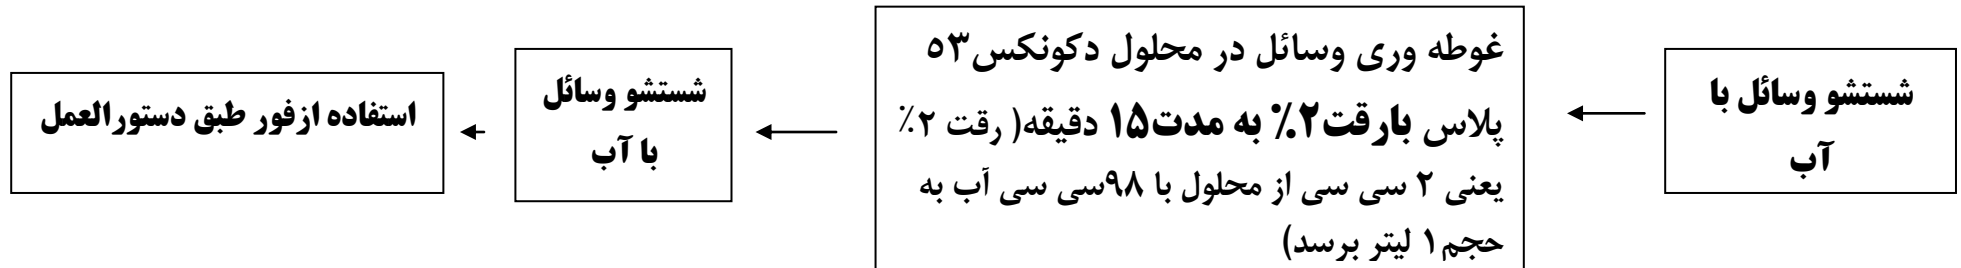 شستشو وسائل با
آب
غوطه وری وسائل در محلول دکونکس۵۳
پلاس بارقت۲٪ به مدت۱۵ دقیقه( رقت ۲٪
یعنی ۲ سی سی از محلول با ۹۸سی سی آب به
حجم۱ لیتر برسد)
شستشو وسائل
با آب
استفاده ازفور طبق دستورالعمل